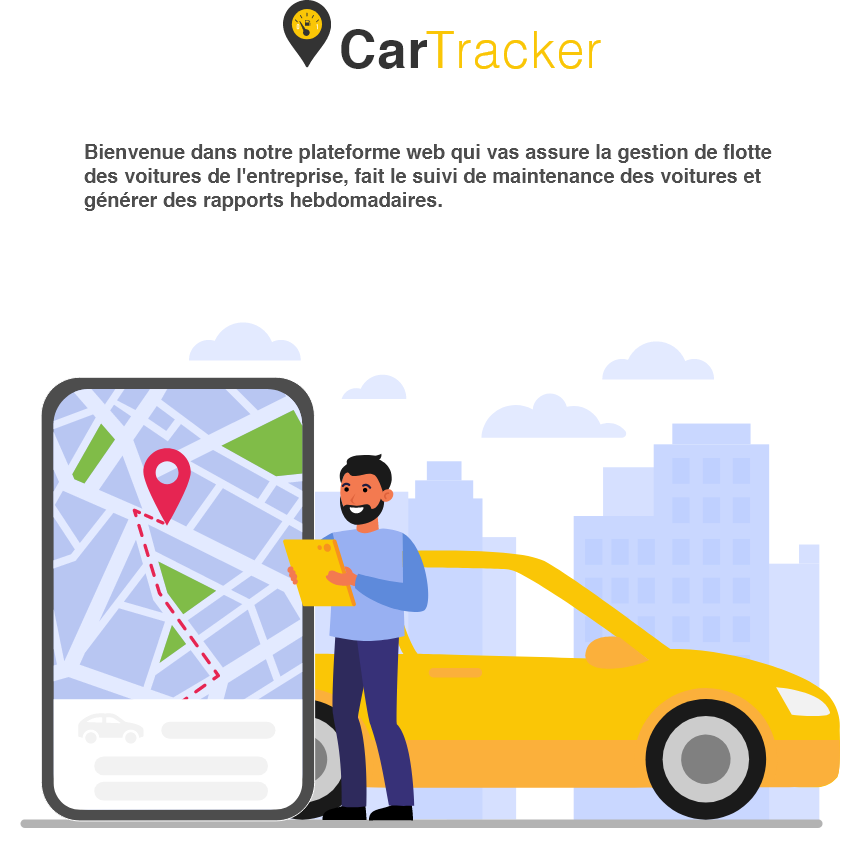 CarTracker
Bienvenue dans notre plateforme web qui vas assure la gestion de flotte
des voitures de l'entreprise, fait le suivi de maintenance des voitures et
générer des rapports hebdomadaires.